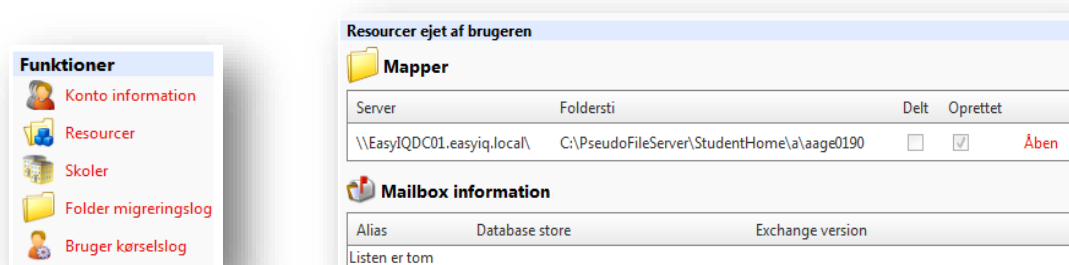 Funktioner
Konto information
Resourcer
Skoler
Folder migreringslog
Bruger kørselslog
Resourcer ejet af brugeren
Mapper
Server Foldersti Delt Oprettet
\\EasyIQDC01.easyiq.local\ C:\PseudoFileServer\StudentHome\a\aage0190 Åben
Mailbox information
Alias Database store Exchange version
Listen er tom